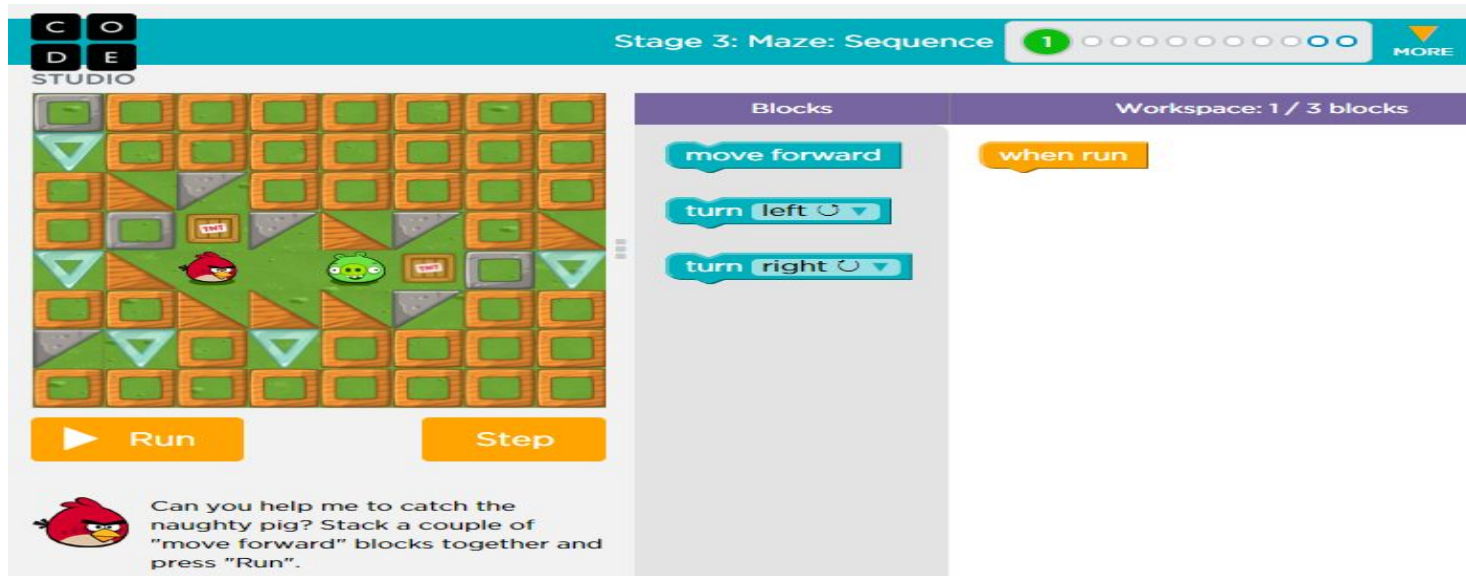 C O
D E
STUDIO
Stage 3: Maze: Sequence
1
MORE
TNT
TNT
Run
Step
Can you help me to catch the
naughty pig? Stack a couple of
"move forward" blocks together and
press "Run".
Blocks
move forward
turn left
turn right
Workspace: 1 / 3 blocks
when run